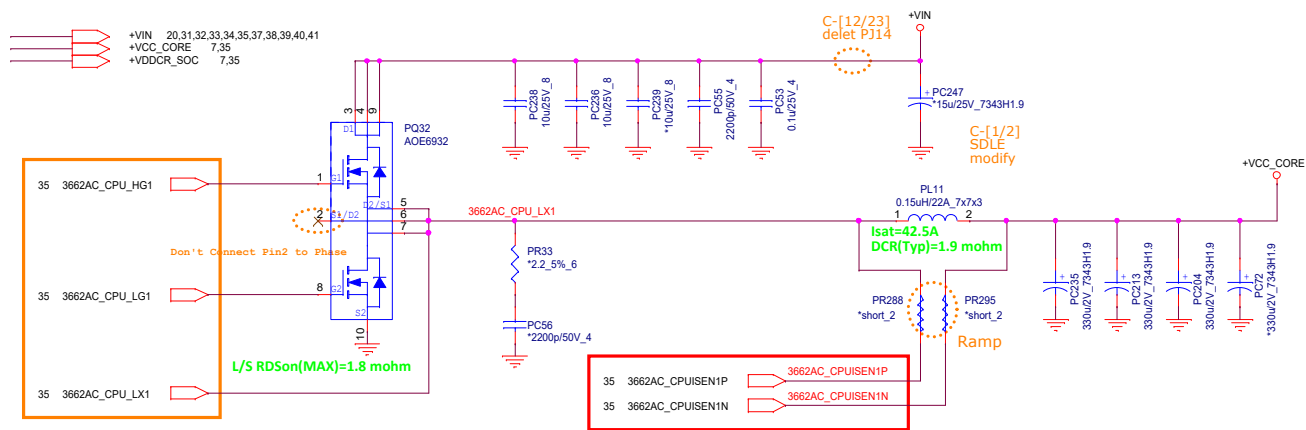 +VIN 20,31,32,33,34,35,37,38,39,40,41
+VCC_CORE 7,35
+VDDCR_SOC 7,35
C-[12/23]
delet PJ14
+VIN
PC238
10u/25V_8
PC236
10u/25V_8
PC239
*10u/25V_8
PC55
2200p/50V_4
PC53
0.1u/25V_4
+
PC247
*15u/25V_7343H1.9
C-[1/2]
SDLE
modify
3 4 9
D1
PQ32
AOE6932
35 3662AC_CPU_HG1
1
G1
D2/S1
5
2
S1/D2
6
7
Don't Connect Pin2 to Phase
35 3662AC_CPU_LG1
8
G2
S2
10
L/S RDSon(MAX)=1.8 mohm
35 3662AC_CPU_LX1
3662AC_CPU_LX1
PR33
*2.2_5%_6
PC56
*2200p/50V_4
PL11
0.15uH/22A_7x7x3
1 2
Isat=42.5A
DCR(Typ)=1.9 mohm
+VCC_CORE
PR288
*short_2
PR295
*short_2
Ramp
+
PC235
330u/2V_7343H1.9
+
PC213
330u/2V_7343H1.9
+
PC204
330u/2V_7343H1.9
+
PC72
*330u/2V_7343H1.9
35 3662AC_CPUISEN1P
3662AC_CPUISEN1P
35 3662AC_CPUISEN1N
3662AC_CPUISEN1N